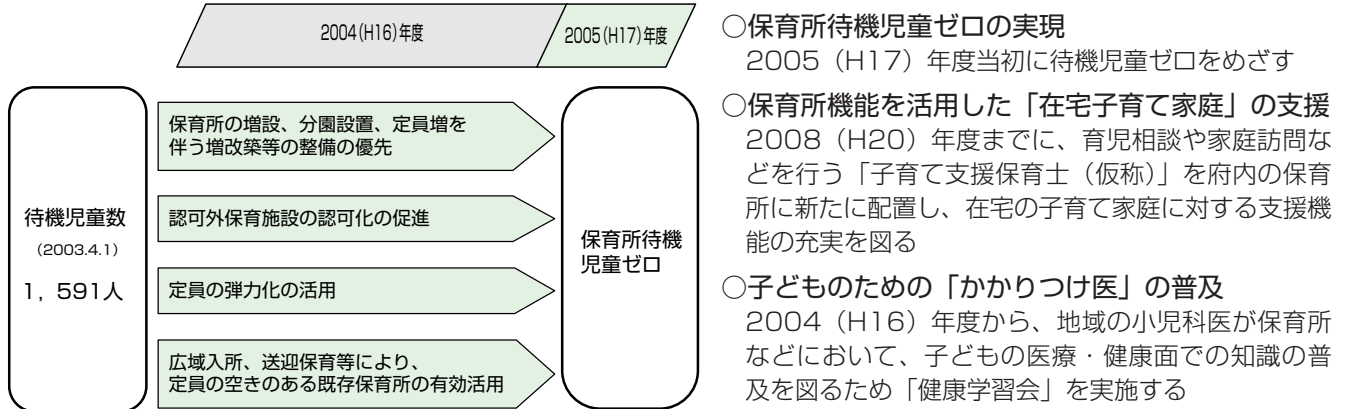 2004(H16)年度
2005(H17)年度
待機児童数
(2003.4.1)
1,591人
保育所の増設、分園設置、定員増を
伴う増改築等の整備の優先
認可外保育施設の認可化の促進
定員の弾力化の活用
広域入所、送迎保育等により、
定員の空きのある既存保育所の有効活用
保育所待機
児童ゼロ
○保育所待機児童ゼロの実現
2005(H17)年度当初に待機児童ゼロをめざす
○保育所機能を活用した「在宅子育て家庭」の支援
2008(H20)年度までに、育児相談や家庭訪問な
どを行う「子育て支援保育士(仮称)」を府内の保育
所に新たに配置し、在宅の子育て家庭に対する支援機
能の充実を図る
○子どものための「かかりつけ医」の普及
2004(H16)年度から、地域の小児科医が保育所
などにおいて、子どもの医療・健康面での知識の普
及を図るため「健康学習会」を実施する